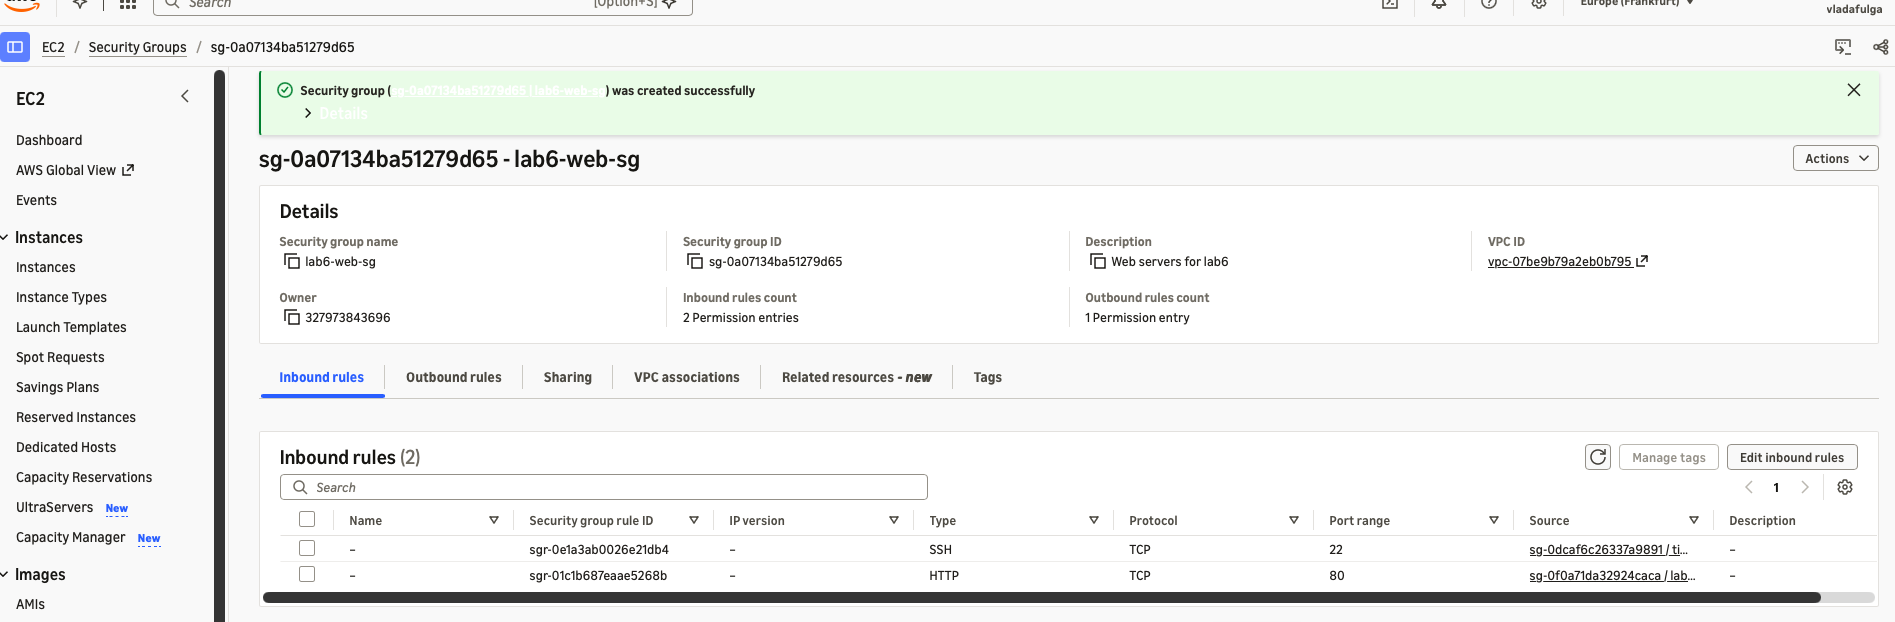 Search
[Option+S]
Europe (Frankfurt)
vladafulga
EC2 / Security Groups / sg-0a07134ba51279d65
EC2
Dashboard
AWS Global View
Events
Instances
Instances
Instance Types
Launch Templates
Spot Requests
Savings Plans
Reserved Instances
Dedicated Hosts
Capacity Reservations
UltraServers New
Capacity Manager New
Images
AMIs
Security group (sg-0a07134ba51279d65 | lab6-web-sg) was created successfully
Details
sg-0a07134ba51279d65 - lab6-web-sg
Actions
Details
Security group name
lab6-web-sg
Security group ID
sg-0a07134ba51279d65
Description
Web servers for lab6
VPC ID
vpc-07be9b79a2eb0b795
Owner
327973843696
Inbound rules count
2 Permission entries
Outbound rules count
1 Permission entry
Inbound rules Outbound rules Sharing VPC associations Related resources - new Tags
Inbound rules (2)
Manage tags
Edit inbound rules
Search
1
Name Security group rule ID IP version Type Protocol Port range Source Description
– sgr-0e1a3ab0026e21db4 – SSH TCP 22 sg-0dcaf6c26337a9891 / ti... –
– sgr-01c1b687eaae5268b – HTTP TCP 80 sg-0f0a71da32924caca / lab... –